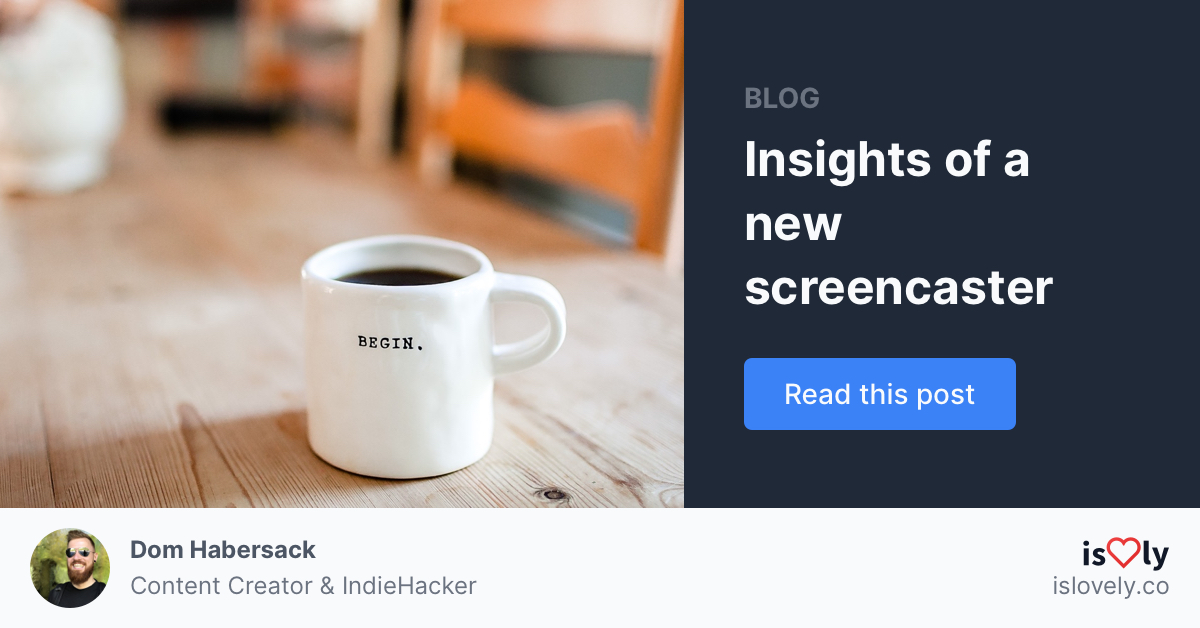 BEGIN.
BLOG
Insights of a
new
screencaster
Read this post
Dom Habersack
Content Creator & IndieHacker
is♡ly
islovely.co